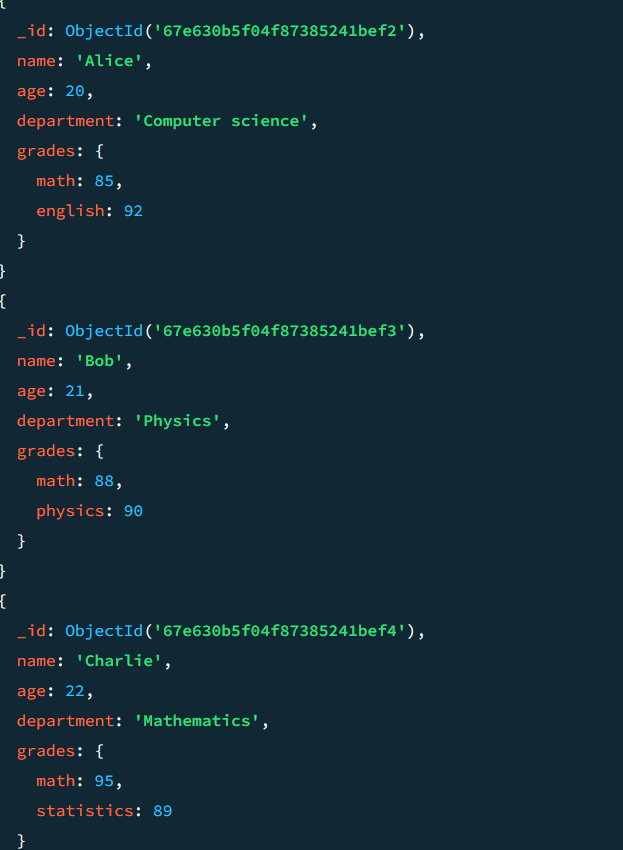 {
_id: ObjectId('67e630b5f04f87385241bef2'),
name: 'Alice',
age: 20,
department: 'Computer science',
grades: {
math: 85,
english: 92
}
}
{
_id: ObjectId('67e630b5f04f87385241bef3'),
name: 'Bob',
age: 21,
department: 'Physics',
grades: {
math: 88,
physics: 90
}
}
{
_id: ObjectId('67e630b5f04f87385241bef4'),
name: 'Charlie',
age: 22,
department: 'Mathematics',
grades: {
math: 95,
statistics: 89
}